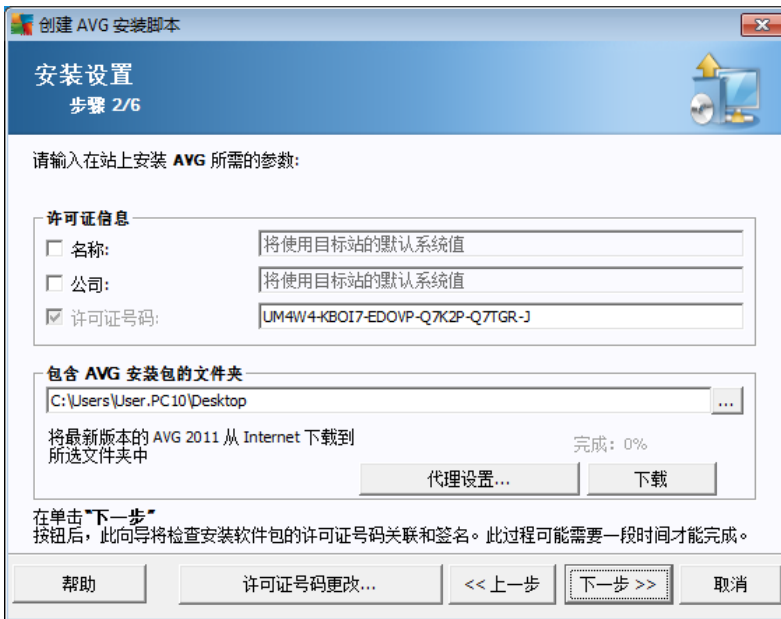 创建 AVG 安装脚本
安装设置
步骤 2/6
请输入在站上安装 AVG 所需的参数:
许可证信息
名称:
将使用目标站的默认系统值
公司:
将使用目标站的默认系统值
许可证号码:
UM4W4-KBOI7-EDOVP-Q7K2P-Q7TGR-J
包含 AVG 安装包的文件夹
C:\Users\User.PC10\Desktop
...
将最新版本的 AVG 2011 从 Internet 下载到
所选文件夹中
完成: 0%
代理设置...
下载
在单击"下一步"
按钮后，此向导将检查安装软件包的许可证号码关联和签名。此过程可能需要一段时间才能完成。
帮助
许可证号码更改...
<< 上一步
下一步 >>
取消